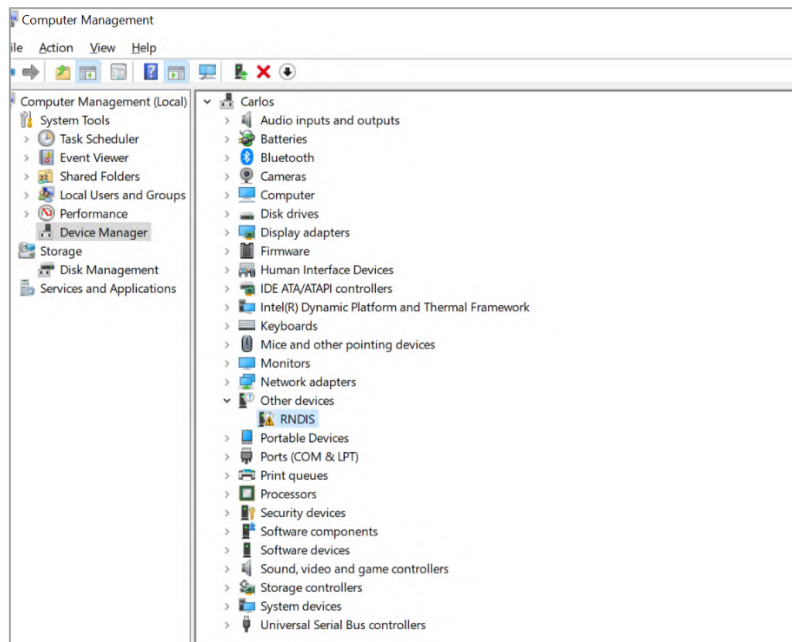 Computer Management
ile Action View Help
Computer Management (Local)
System Tools
Task Scheduler
Event Viewer
Shared Folders
Local Users and Groups
Performance
Device Manager
Storage
Disk Management
Services and Applications
Carlos
Audio inputs and outputs
Batteries
Bluetooth
Cameras
Computer
Disk drives
Display adapters
Firmware
Human Interface Devices
IDE ATA/ATAPI controllers
Intel(R) Dynamic Platform and Thermal Framework
Keyboards
Mice and other pointing devices
Monitors
Network adapters
Other devices
RNDIS
Portable Devices
Ports (COM & LPT)
Print queues
Processors
Security devices
Software components
Software devices
Sound, video and game controllers
Storage controllers
System devices
Universal Serial Bus controllers